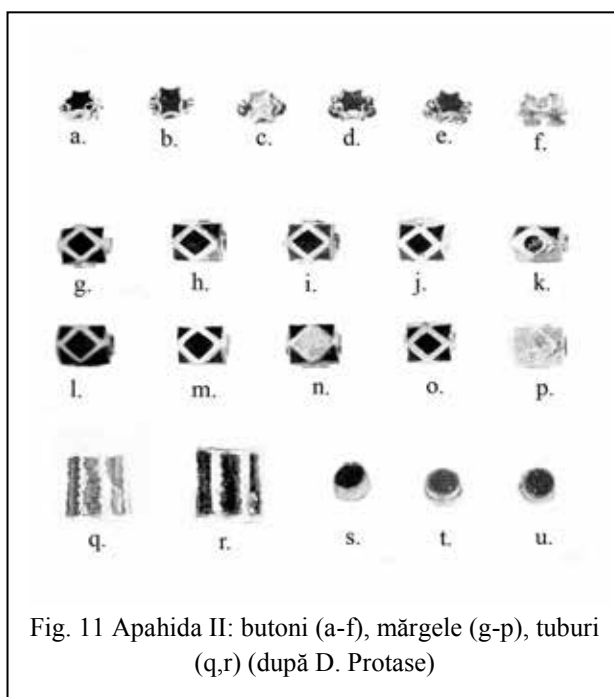 a. b. c. d. e. f.
g. h. i. j. k.
l. m. n. o. p.
q. r. s. t. u.
Fig. 11 Apahida II: butoni (a-f), mărgele (g-p), tuburi
(q,r) (după D. Protase)